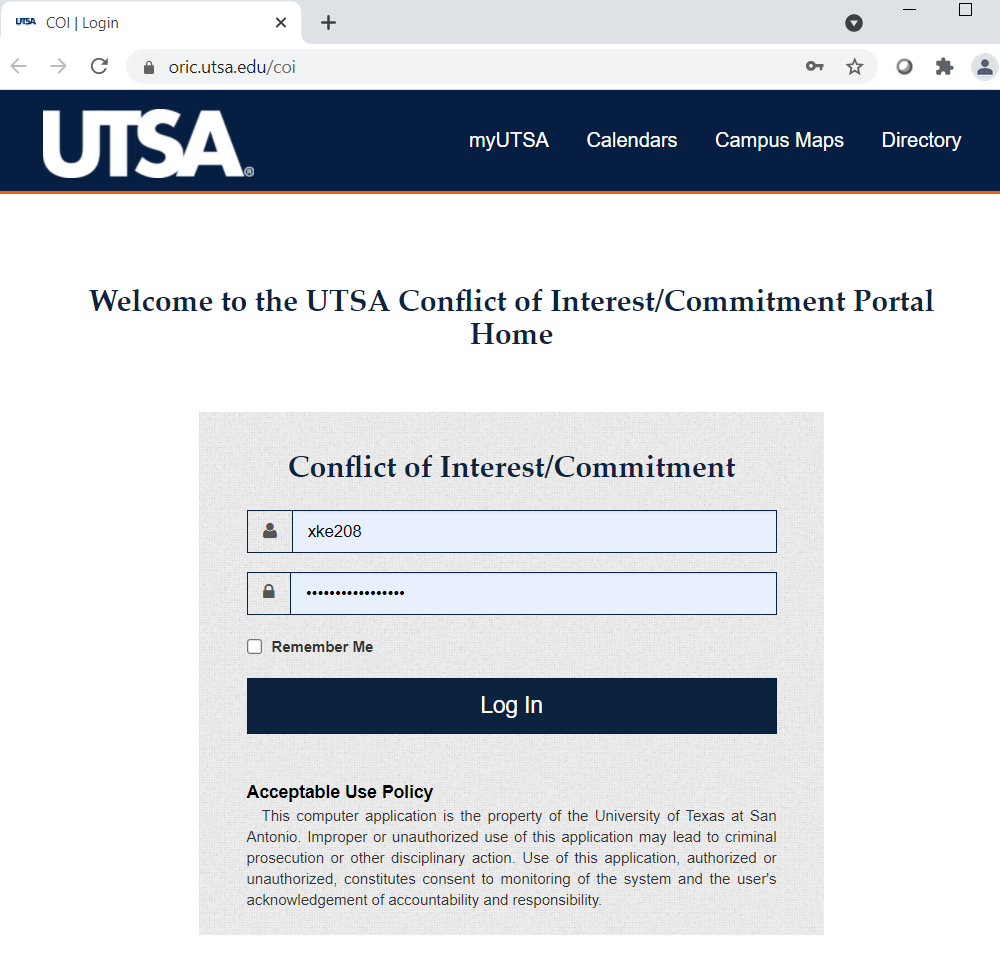 UTSA COI | Login
oric.utsa.edu/coi
UTSA®
myUTSA Calendars Campus Maps Directory
Welcome to the UTSA Conflict of Interest/Commitment Portal
Home
Conflict of Interest/Commitment
xke208
•••••••••••••••••
Remember Me
Log In
Acceptable Use Policy
This computer application is the property of the University of Texas at San
Antonio. Improper or unauthorized use of this application may lead to criminal
prosecution or other disciplinary action. Use of this application, authorized or
unauthorized, constitutes consent to monitoring of the system and the user's
acknowledgement of accountability and responsibility.